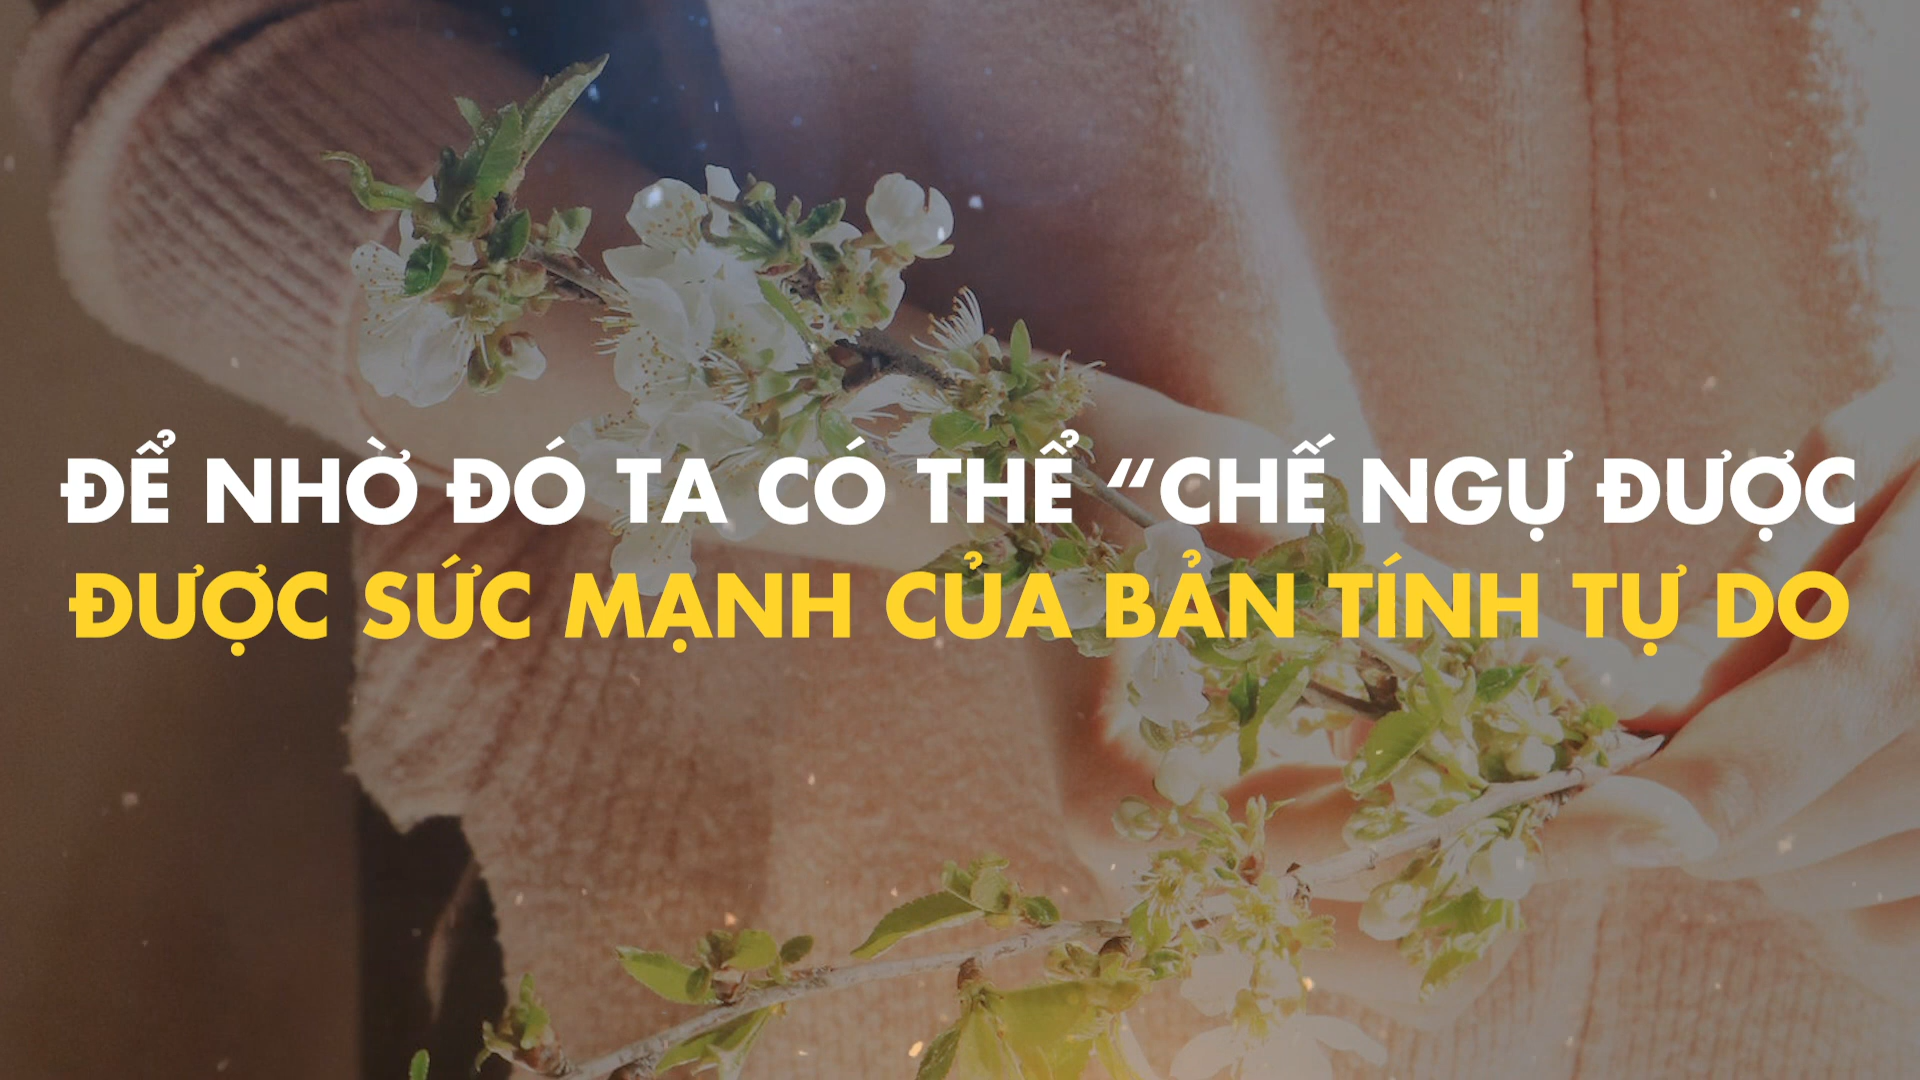 ĐỂ NHỜ ĐÓ TA CÓ THỂ “CHẾ NGỰ ĐƯỢC
ĐƯỢC SỨC MẠNH CỦA BẢN TÍNH TỰ DO